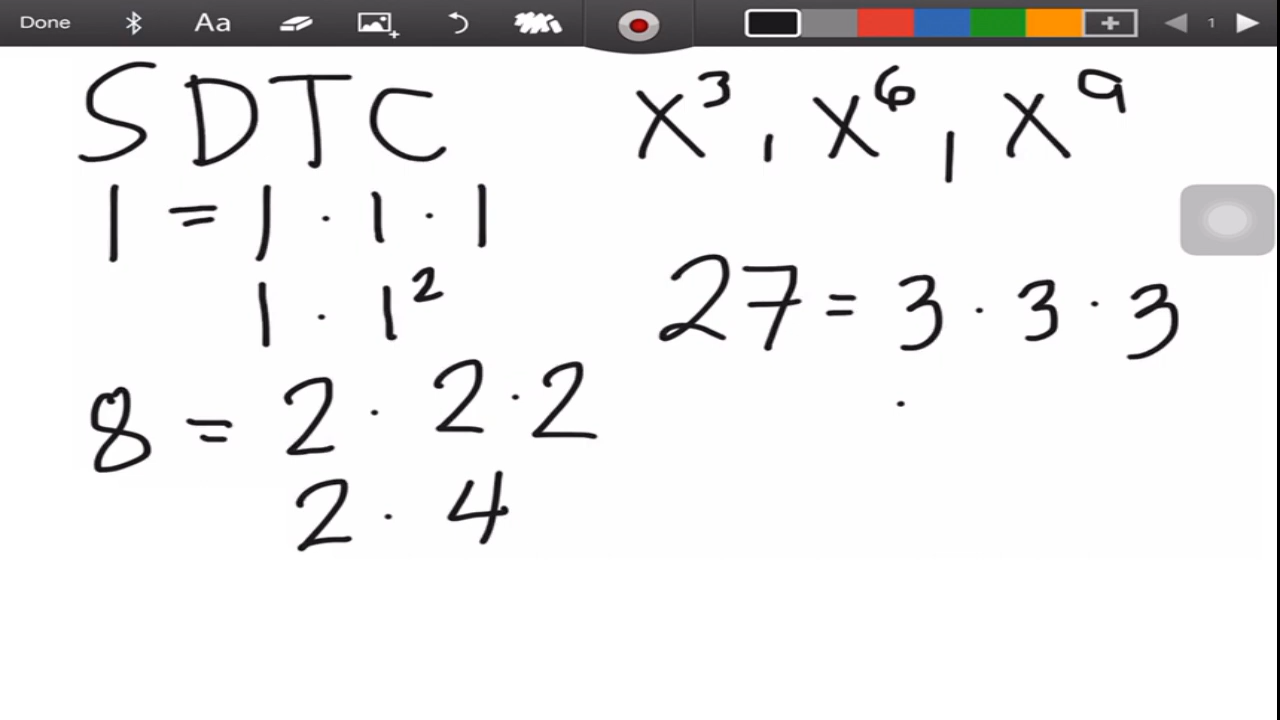 Done Aa 1
SDTC
1 = 1 · 1 · 1
1 · 1²
8 = 2 · 2 · 2
2 · 4
x³, x⁶, x⁹
27 = 3 · 3 · 3
·